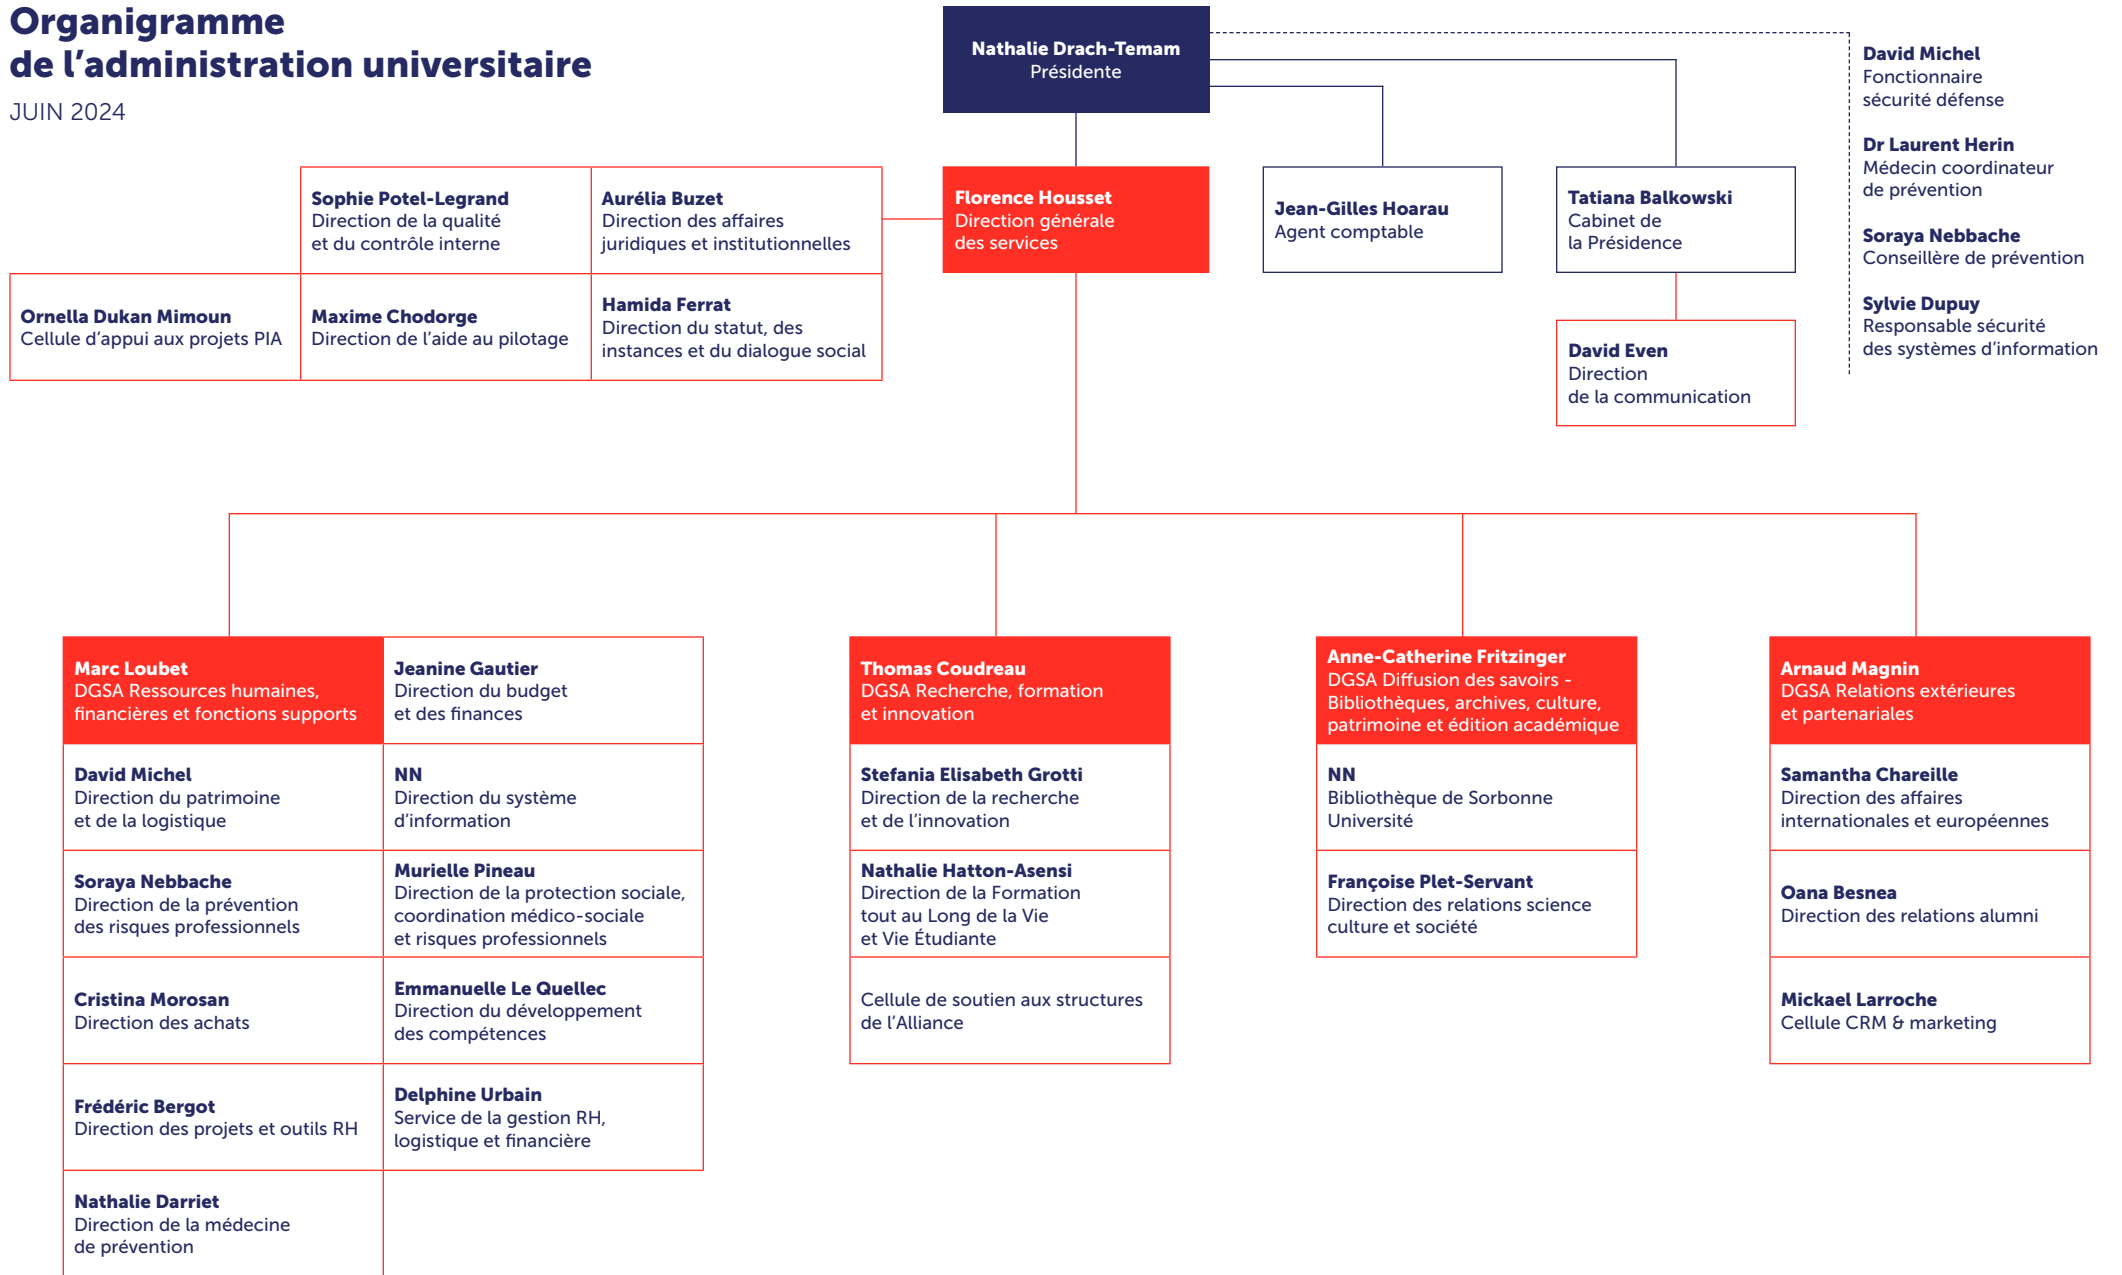 Organigramme
de l’administration universitaire
JUIN 2024
Nathalie Drach-Temam
Présidente
David Michel
Fonctionnaire
sécurité défense
Dr Laurent Herin
Médecin coordinateur
de prévention
Soraya Nebbache
Conseillère de prévention
Sylvie Dupuy
Responsable sécurité
des systèmes d’information
Sophie Potel-Legrand
Direction de la qualité
et du contrôle interne
Aurélia Buzet
Direction des affaires
juridiques et institutionnelles
Florence Housset
Direction générale
des services
Jean-Gilles Hoarau
Agent comptable
Tatiana Balkowski
Cabinet de
la Présidence
Ornella Dukan Mimoun
Cellule d’appui aux projets PIA
Maxime Chodorge
Direction de l’aide au pilotage
Hamida Ferrat
Direction du statut, des
instances et du dialogue social
David Even
Direction
de la communication
Marc Loubet
DGSA Ressources humaines,
financières et fonctions supports
Jeanine Gautier
Direction du budget
et des finances
David Michel
Direction du patrimoine
et de la logistique
NN
Direction du système
d’information
Soraya Nebbache
Direction de la prévention
des risques professionnels
Murielle Pineau
Direction de la protection sociale,
coordination médico-sociale
et risques professionnels
Cristina Morosan
Direction des achats
Emmanuelle Le Quellec
Direction du développement
des compétences
Frédéric Bergot
Direction des projets et outils RH
Delphine Urbain
Service de la gestion RH,
logistique et financière
Nathalie Darriet
Direction de la médecine
de prévention
Thomas Coudreau
DGSA Recherche, formation
et innovation
Stefania Elisabeth Grotti
Direction de la recherche
et de l’innovation
Nathalie Hatton-Asensi
Direction de la Formation
tout au Long de la Vie
et Vie Étudiante
Cellule de soutien aux structures
de l’Alliance
Anne-Catherine Fritzinger
DGSA Diffusion des savoirs -
Bibliothèques, archives, culture,
patrimoine et édition académique
NN
Bibliothèque de Sorbonne
Université
Françoise Plet-Servant
Direction des relations science
culture et société
Arnaud Magnin
DGSA Relations extérieures
et partenariales
Samantha Chareille
Direction des affaires
internationales et européennes
Oana Besnea
Direction des relations alumni
Mickael Larroche
Cellule CRM & marketing